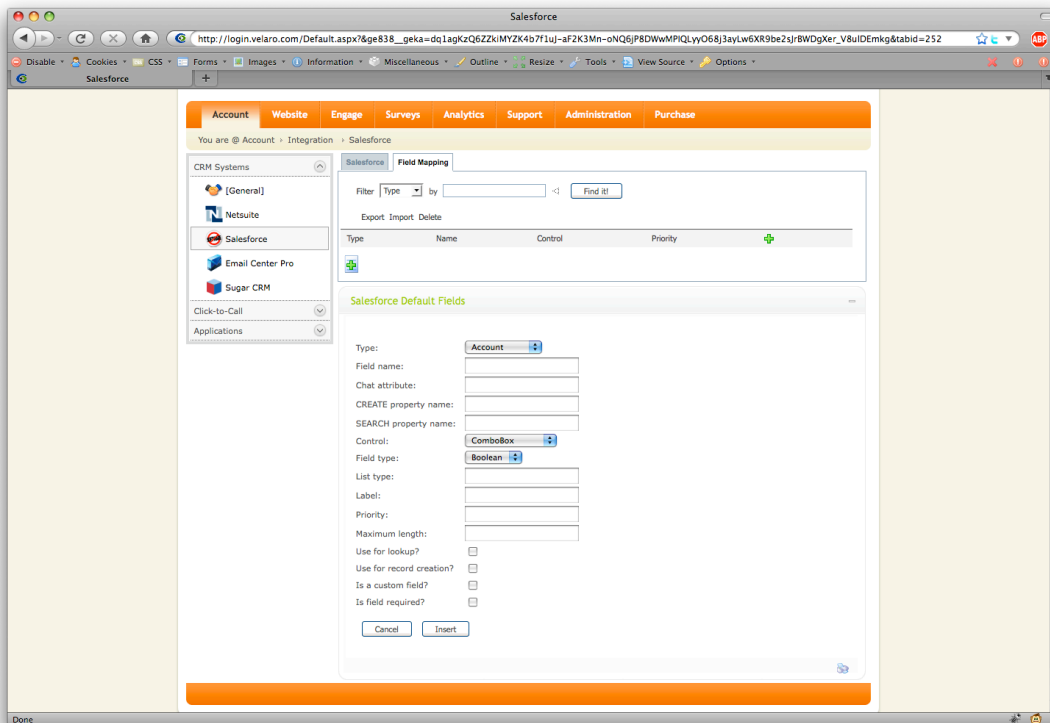 Salesforce
http://login.velaro.com/Default.aspx?&ge838__geka=dq1agKzQ6ZZkiMYZK4b7f1uJ-aF2K3Mn-oNQ6jP8DWwMPIQLyyO68j3ayLw6XR9be2sJrBWDgXer_V8uIDEmkg&tabid=252
ABP
Disable Cookies CSS Forms Images Information Miscellaneous Outline Resize Tools View Source Options
Salesforce
Account Website Engage Surveys Analytics Support Administration Purchase
You are @ Account › Integration › Salesforce
CRM Systems
[General]
Netsuite
Salesforce
Email Center Pro
Sugar CRM
Click-to-Call
Applications
Salesforce Field Mapping
Filter Type by Find it!
Export Import Delete
Type Name Control Priority
Salesforce Default Fields
Type: Account
Field name:
Chat attribute:
CREATE property name:
SEARCH property name:
Control: ComboBox
Field type: Boolean
List type:
Label:
Priority:
Maximum length:
Use for lookup?
Use for record creation?
Is a custom field?
Is field required?
Cancel Insert
Done